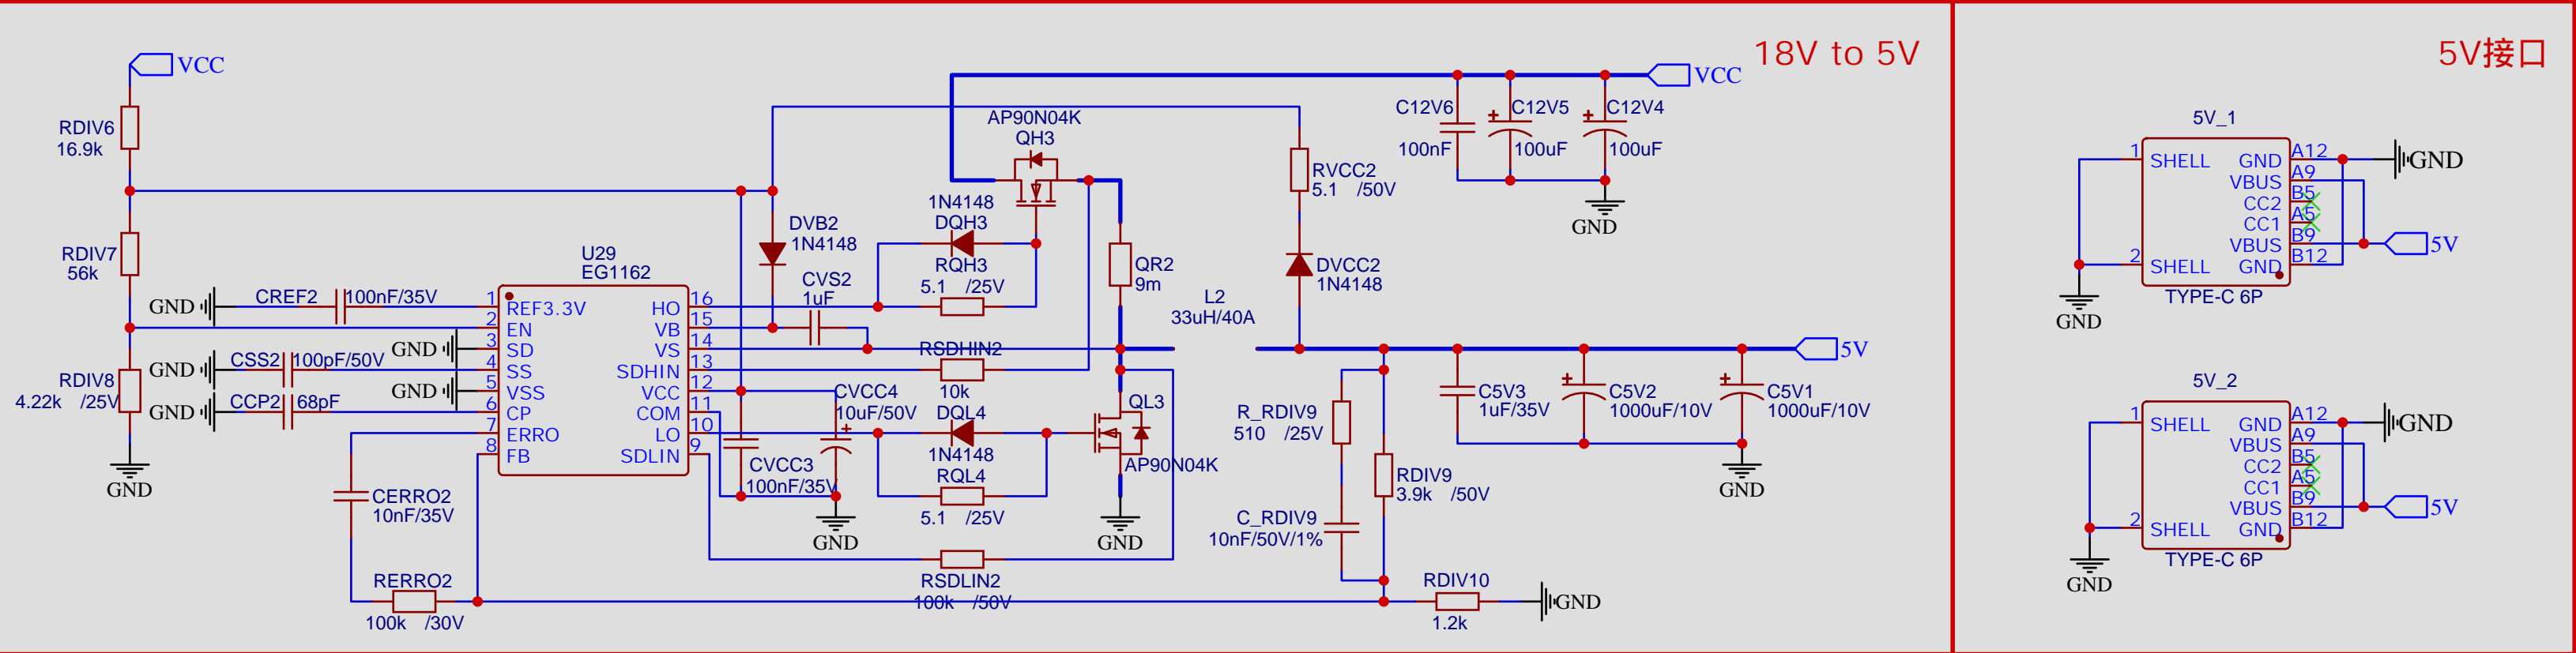 VCC
RDIV6
16.9k
RDIV7
56k
RDIV8
4.22k /25V
GND
GND
CREF2
100nF/35V
GND
GND
CSS2
100pF/50V
GND
GND
CCP2
68pF
U29
EG1162
1 REF3.3V
2 EN
3 SD
4 SS
5 VSS
6 CP
7 ERRO
8 FB
HO 16
VB 15
VS 14
SDHIN 13
VCC 12
COM 11
LO 10
SDLIN 9
CERRO2
10nF/35V
RERRO2
100k /30V
DVB2
1N4148
CVS2
1uF
AP90N04K
QH3
1N4148
DQH3
RQH3
5.1 /25V
RSDHIN2
10k
CVCC4
10uF/50V
DQL4
1N4148
RQL4
5.1 /25V
CVCC3
100nF/35V
GND
RSDLIN2
100k /50V
QR2
9m
QL3
AP90N04K
GND
L2
33uH/40A
RVCC2
5.1 /50V
DVCC2
1N4148
18V to 5V
VCC
C12V6
100nF
C12V5
100uF
C12V4
100uF
GND
5V
R_RDIV9
510 /25V
C_RDIV9
10nF/50V/1%
RDIV9
3.9k /50V
C5V3
1uF/35V
C5V2
1000uF/10V
C5V1
1000uF/10V
GND
RDIV10
1.2k
GND
5V接口
5V_1
1 SHELL
2 SHELL
GND A12
VBUS A9
CC2 B5
CC1 A5
VBUS B9
GND B12
TYPE-C 6P
GND
5V
GND
5V_2
1 SHELL
2 SHELL
GND A12
VBUS A9
CC2 B5
CC1 A5
VBUS B9
GND B12
TYPE-C 6P
GND
5V
GND